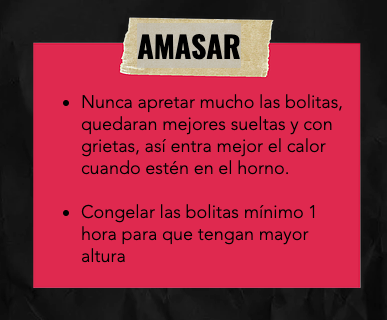 AMASAR
• Nunca apretar mucho las bolitas,
quedaran mejores sueltas y con
grietas, así entra mejor el calor
cuando estén en el horno.
• Congelar las bolitas mínimo 1
hora para que tengan mayor
altura